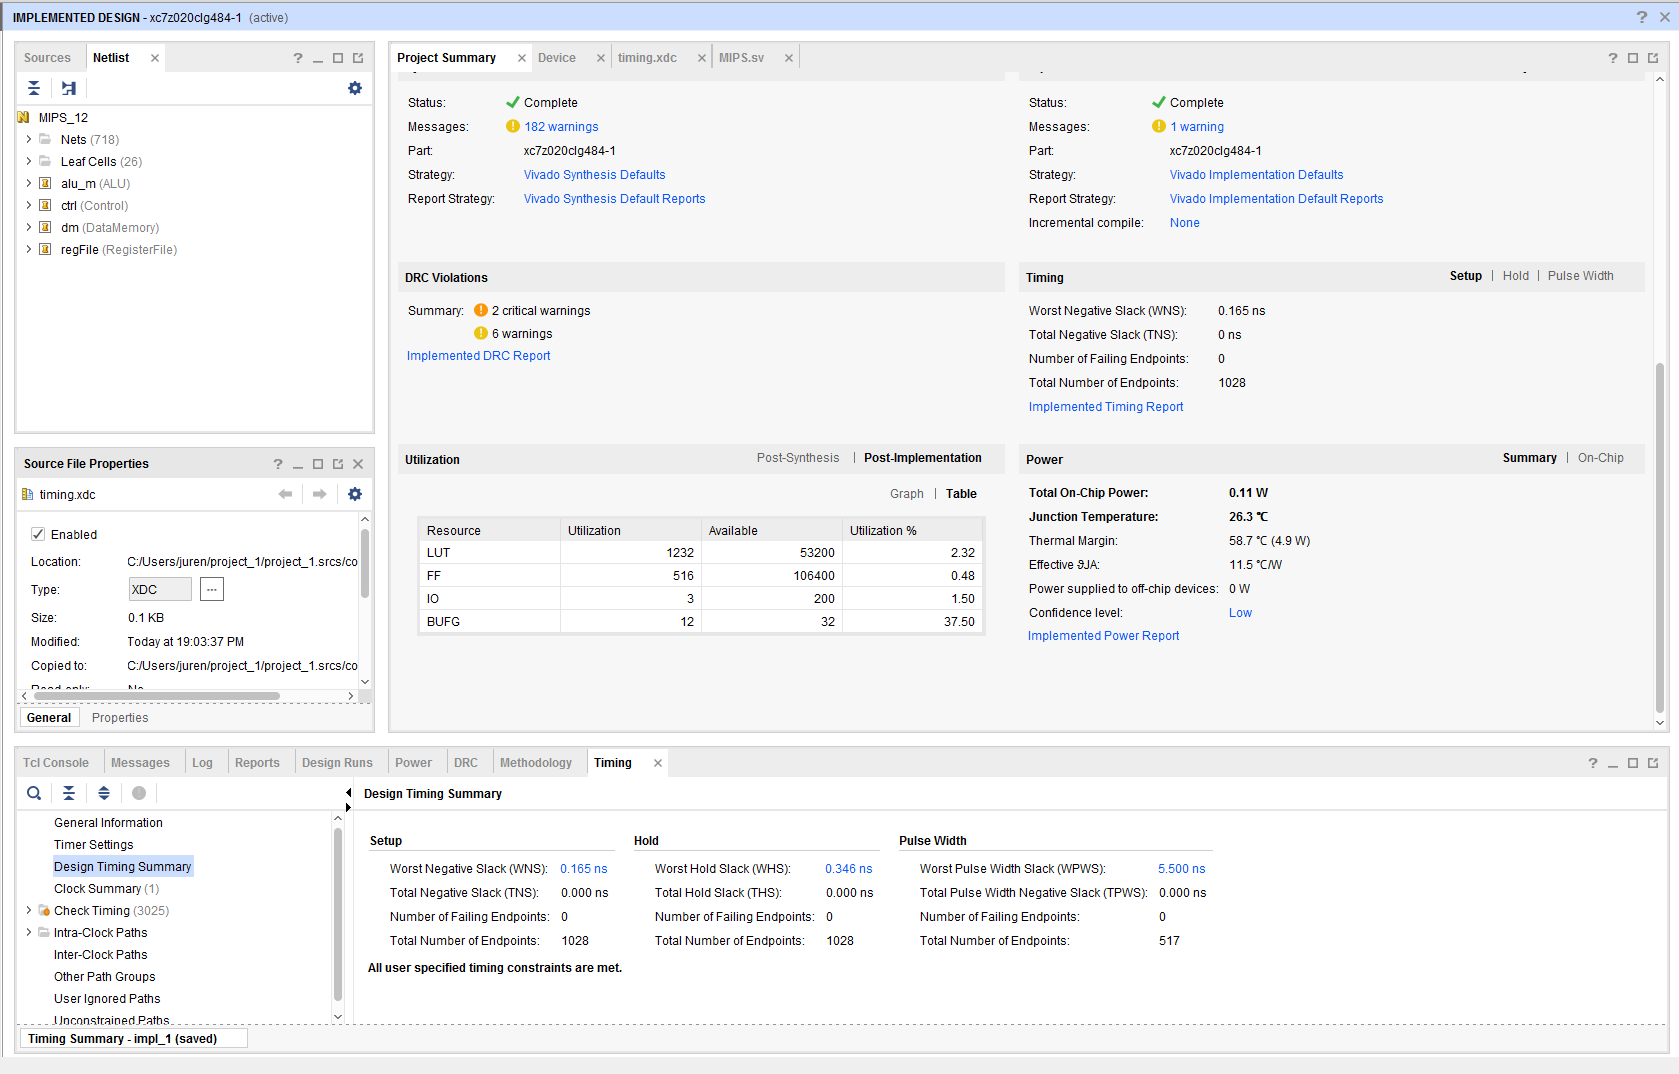 IMPLEMENTED DESIGN - xc7z020clg484-1 (active)
Sources
Netlist
MIPS_12
Nets (718)
Leaf Cells (26)
alu_m (ALU)
ctrl (Control)
dm (DataMemory)
regFile (RegisterFile)
Source File Properties
timing.xdc
Enabled
Location: C:/Users/juren/project_1/project_1.srcs/co
Type: XDC ...
Size: 0.1 KB
Modified: Today at 19:03:37 PM
Copied to: C:/Users/juren/project_1/project_1.srcs/co
Read-only: No
General Properties
Project Summary
Device
timing.xdc
MIPS.sv
Status: Complete
Messages: 182 warnings
Part: xc7z020clg484-1
Strategy: Vivado Synthesis Defaults
Report Strategy: Vivado Synthesis Default Reports
Status: Complete
Messages: 1 warning
Part: xc7z020clg484-1
Strategy: Vivado Implementation Defaults
Report Strategy: Vivado Implementation Default Reports
Incremental compile: None
DRC Violations
Summary: 2 critical warnings
6 warnings
Implemented DRC Report
Timing Setup | Hold | Pulse Width
Worst Negative Slack (WNS): 0.165 ns
Total Negative Slack (TNS): 0 ns
Number of Failing Endpoints: 0
Total Number of Endpoints: 1028
Implemented Timing Report
Utilization Post-Synthesis | Post-Implementation
Graph | Table
Resource Utilization Available Utilization %
LUT 1232 53200 2.32
FF 516 106400 0.48
IO 3 200 1.50
BUFG 12 32 37.50
Power Summary | On-Chip
Total On-Chip Power: 0.11 W
Junction Temperature: 26.3 °C
Thermal Margin: 58.7 °C (4.9 W)
Effective ϑJA: 11.5 °C/W
Power supplied to off-chip devices: 0 W
Confidence level: Low
Implemented Power Report
Tcl Console Messages Log Reports Design Runs Power DRC Methodology Timing
General Information
Timer Settings
Design Timing Summary
Clock Summary (1)
Check Timing (3025)
Intra-Clock Paths
Inter-Clock Paths
Other Path Groups
User Ignored Paths
Unconstrained Paths
Design Timing Summary
Setup
Worst Negative Slack (WNS): 0.165 ns
Total Negative Slack (TNS): 0.000 ns
Number of Failing Endpoints: 0
Total Number of Endpoints: 1028
Hold
Worst Hold Slack (WHS): 0.346 ns
Total Hold Slack (THS): 0.000 ns
Number of Failing Endpoints: 0
Total Number of Endpoints: 1028
Pulse Width
Worst Pulse Width Slack (WPWS): 5.500 ns
Total Pulse Width Negative Slack (TPWS): 0.000 ns
Number of Failing Endpoints: 0
Total Number of Endpoints: 517
All user specified timing constraints are met.
Timing Summary - impl_1 (saved)